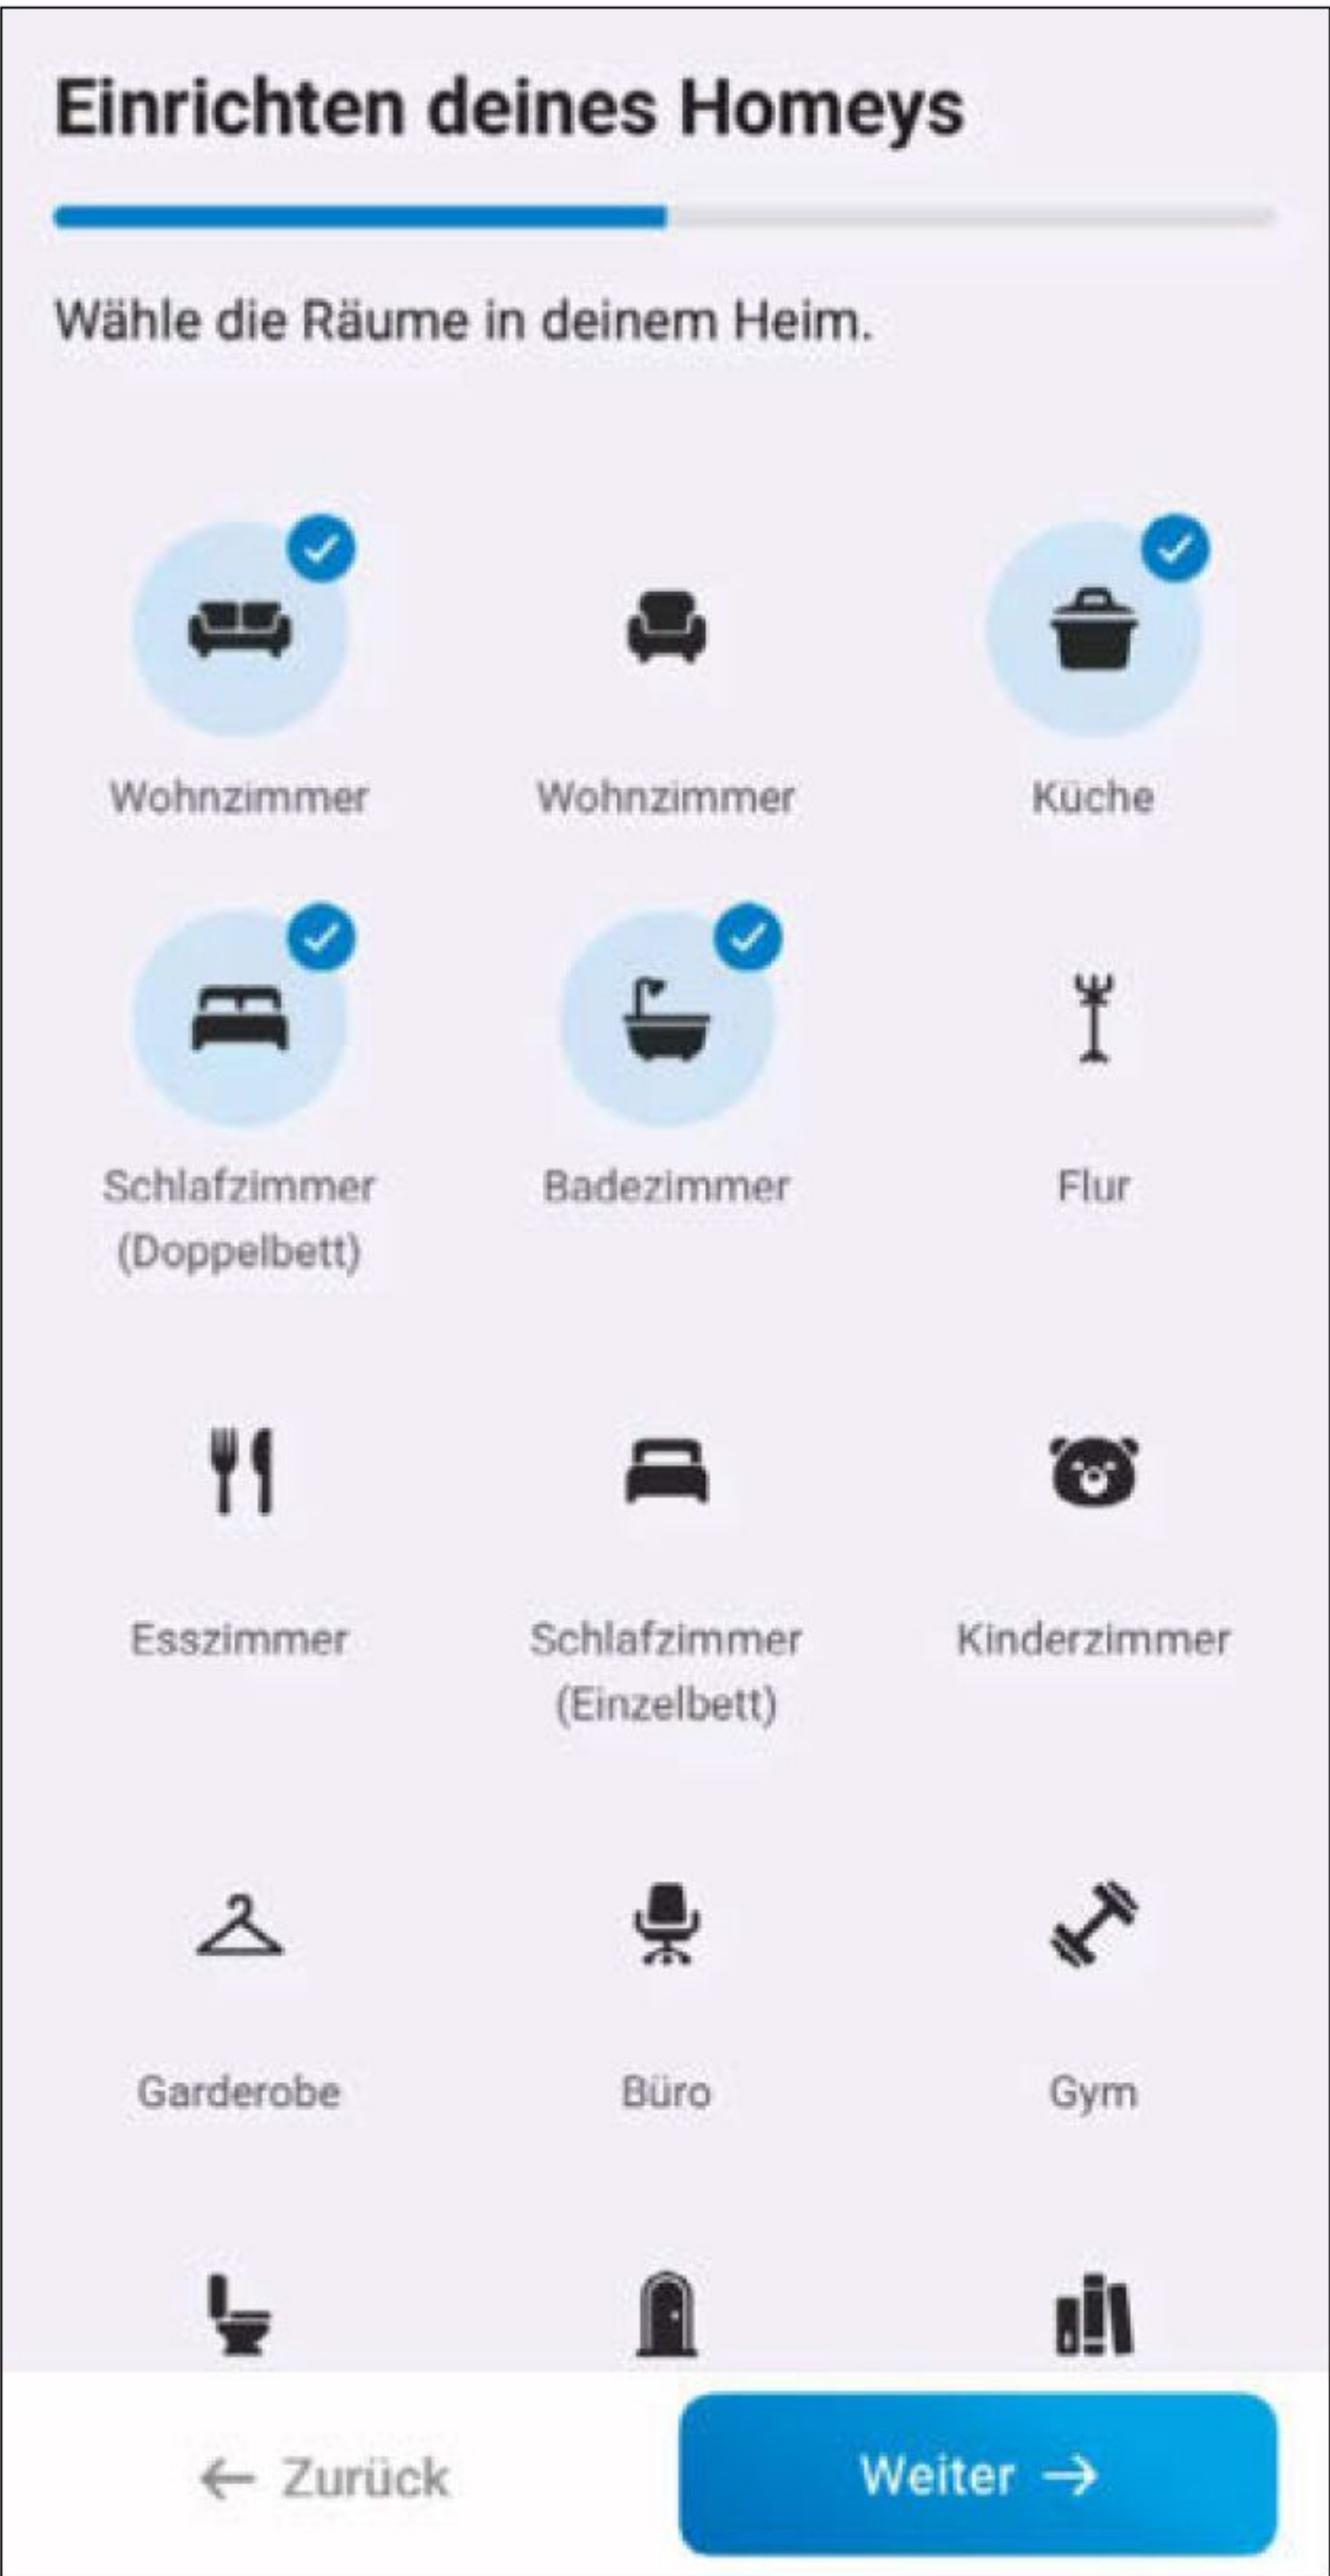 Einrichten deines Homeys
Wähle die Räume in deinem Heim.
Wohnzimmer
Wohnzimmer
Küche
Schlafzimmer
(Doppelbett)
Badezimmer
Flur
Esszimmer
Schlafzimmer
(Einzelbett)
Kinderzimmer
Garderobe
Büro
Gym
← Zurück
Weiter →